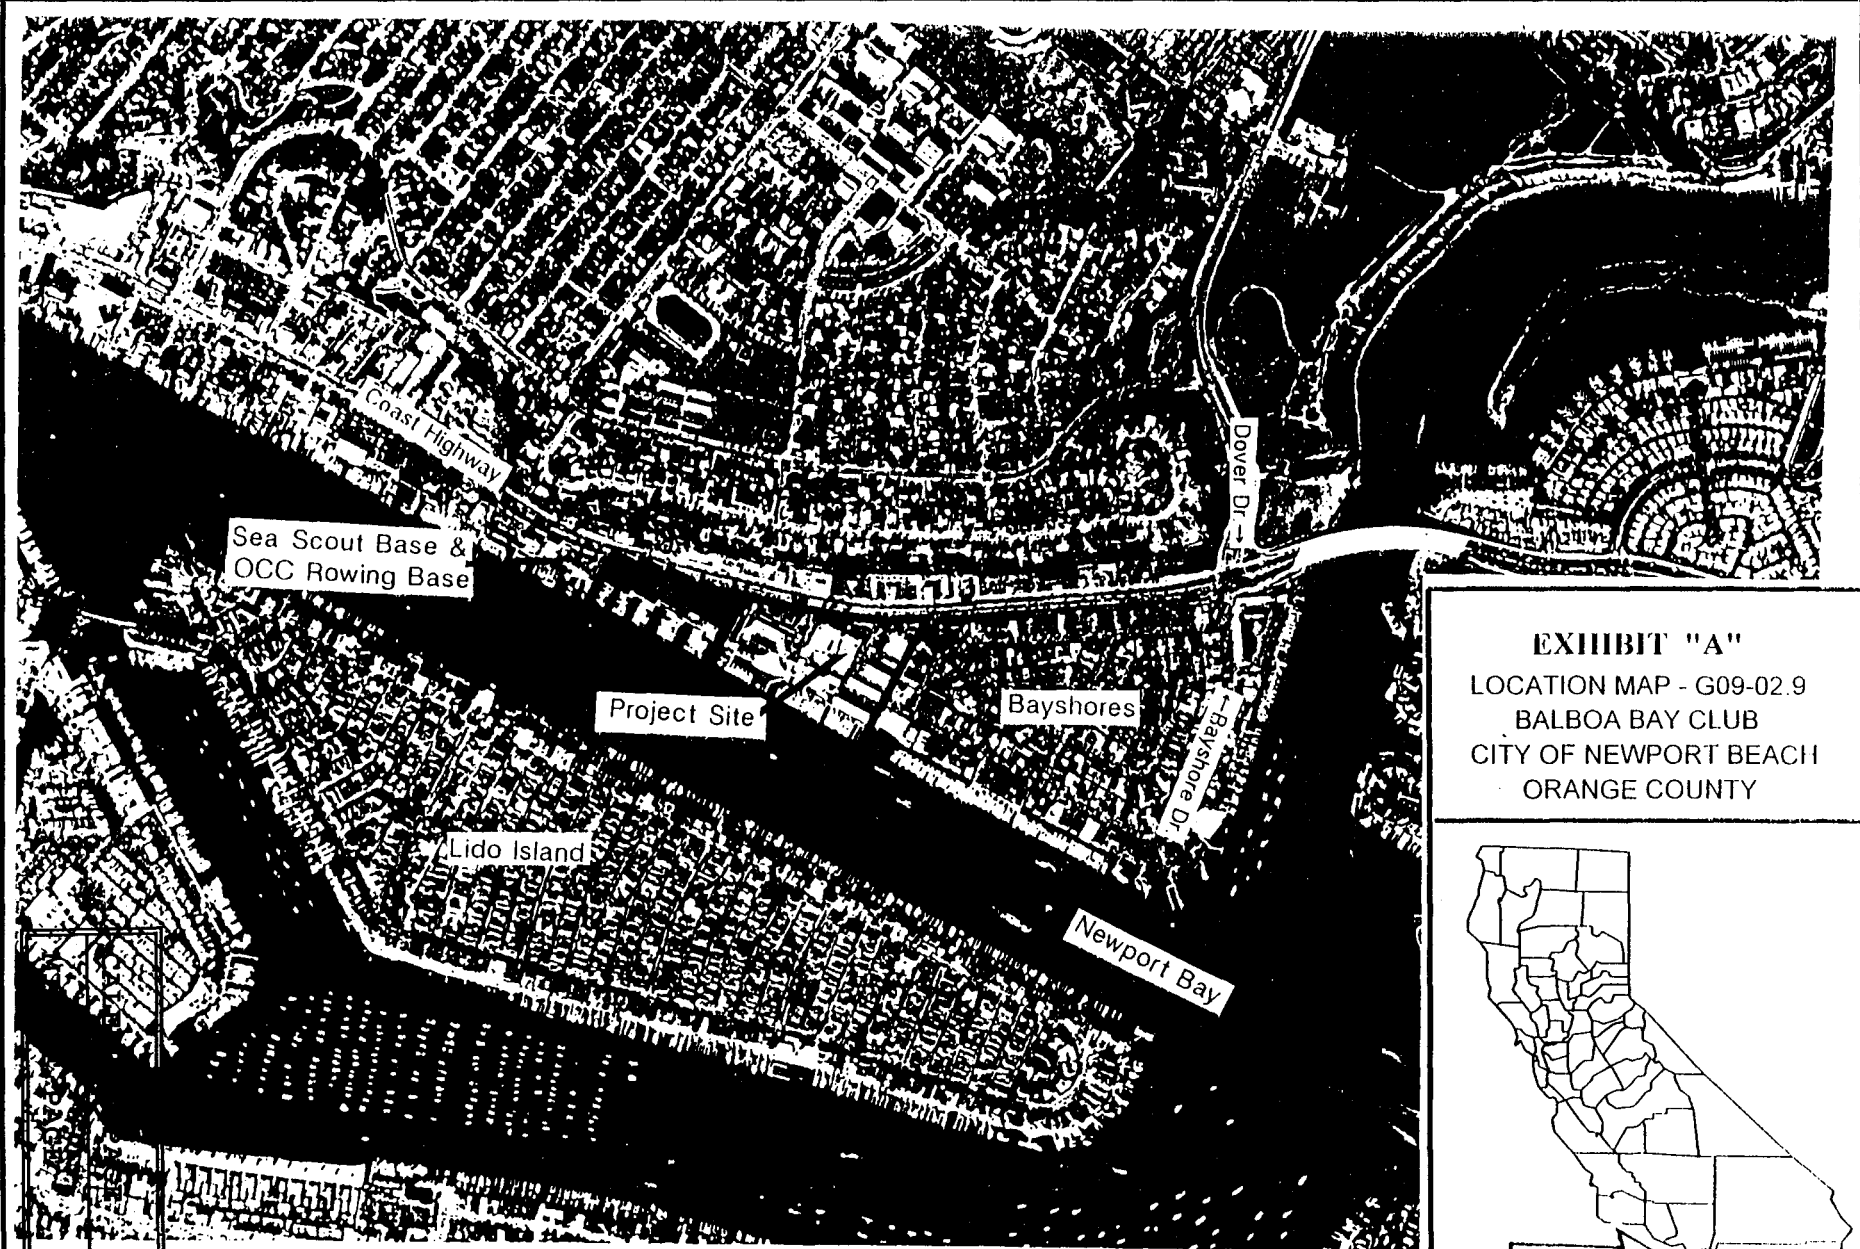 Coast Highway
Dover Dr→
Sea Scout Base &
OCC Rowing Base
Project Site
Bayshores
←Bayshore Dr.
Lido Island
Newport Bay
EXHIBIT "A"
LOCATION MAP - G09-02.9
BALBOA BAY CLUB
CITY OF NEWPORT BEACH
ORANGE COUNTY